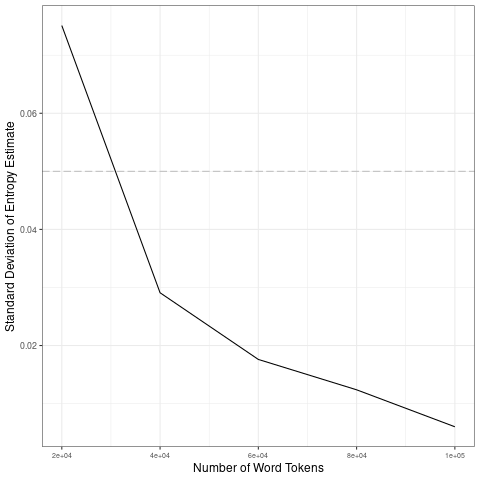 Standard Deviation of Entropy Estimate
0.06
0.04
0.02
2e+04 4e+04 6e+04 8e+04 1e+05
Number of Word Tokens